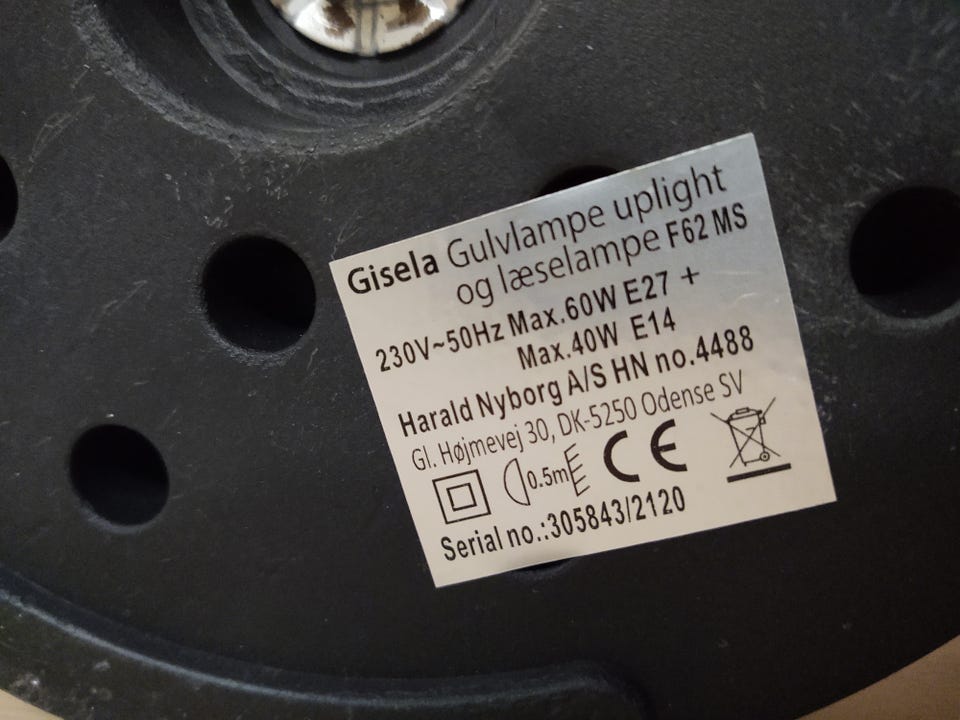 Gisela Gulvlampe uplight
og læselampe F62 MS
230V~50Hz Max.60W E27 +
Max.40W E14
Harald Nyborg A/S HN no.4488
Gl. Højmevej 30, DK-5250 Odense SV
0.5m CE
Serial no.:305843/2120